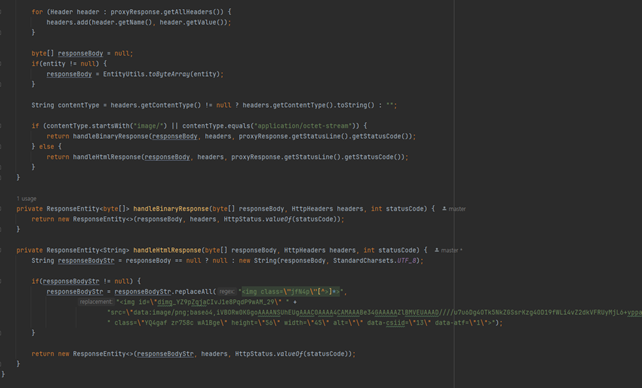 for (Header header : proxyResponse.getAllHeaders()) {
headers.add(header.getName(), header.getValue());
}
byte[] responseBody = null;
if(entity != null) {
responseBody = EntityUtils.toByteArray(entity);
}
String contentType = headers.getContentType() != null ? headers.getContentType().toString() : "";
if (contentType.startsWith("image/") || contentType.equals("application/octet-stream")) {
return handleBinaryResponse(responseBody, headers, proxyResponse.getStatusLine().getStatusCode());
} else {
return handleHtmlResponse(responseBody, headers, proxyResponse.getStatusLine().getStatusCode());
}
}
1 usage
private ResponseEntity<byte[]> handleBinaryResponse(byte[] responseBody, HttpHeaders headers, int statusCode) { master
return new ResponseEntity<>(responseBody, headers, HttpStatus.valueOf(statusCode));
}
private ResponseEntity<String> handleHtmlResponse(byte[] responseBody, HttpHeaders headers, int statusCode) { master *
String responseBodyStr = responseBody == null ? null : new String(responseBody, StandardCharsets.UTF_8);
if(responseBodyStr != null) {
responseBodyStr = responseBodyStr.replaceAll( regex: "<img class=\"jfN4p\"[^>]+>",
replacement: "<img id=\"dimg_YZ9pZqjwCIvJ1e8PqdP9wAM_29\" " +
"src=\"data:image/png;base64,
" class=\"YQ4gaf zr758c wA1Bge\" height=\"56\" width=\"45\" alt=\"\" data-csiid=\"13\" data-atf=\"1\">");
}
return new ResponseEntity<>(responseBodyStr, headers, HttpStatus.valueOf(statusCode));
}
}